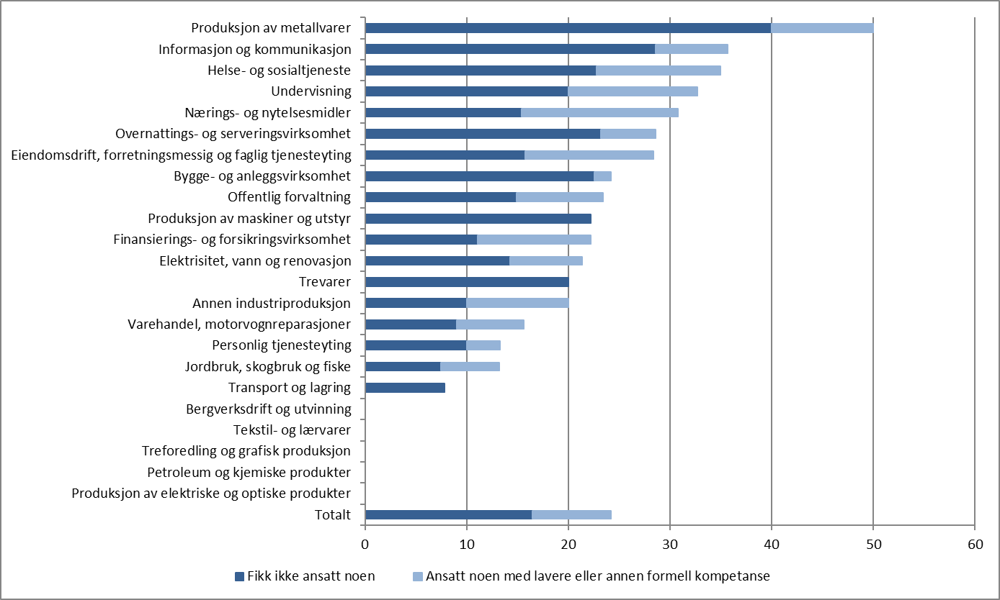 Produksjon av metallvarer
Informasjon og kommunikasjon
Helse- og sosialtjeneste
Undervisning
Nærings- og nytelsesmidler
Overnattings- og serveringsvirksomhet
Eiendomsdrift, forretningsmessig og faglig tjenesteyting
Bygge- og anleggsvirksomhet
Offentlig forvaltning
Produksjon av maskiner og utstyr
Finansierings- og forsikringsvirksomhet
Elektrisitet, vann og renovasjon
Trevarer
Annen industriproduksjon
Varehandel, motorvognreparasjoner
Personlig tjenesteyting
Jordbruk, skogbruk og fiske
Transport og lagring
Bergverksdrift og utvinning
Tekstil- og lærvarer
Treforedling og grafisk produksjon
Petroleum og kjemiske produkter
Produksjon av elektriske og optiske produkter
Totalt
0 10 20 30 40 50 60
Fikk ikke ansatt noen Ansatt noen med lavere eller annen formell kompetanse